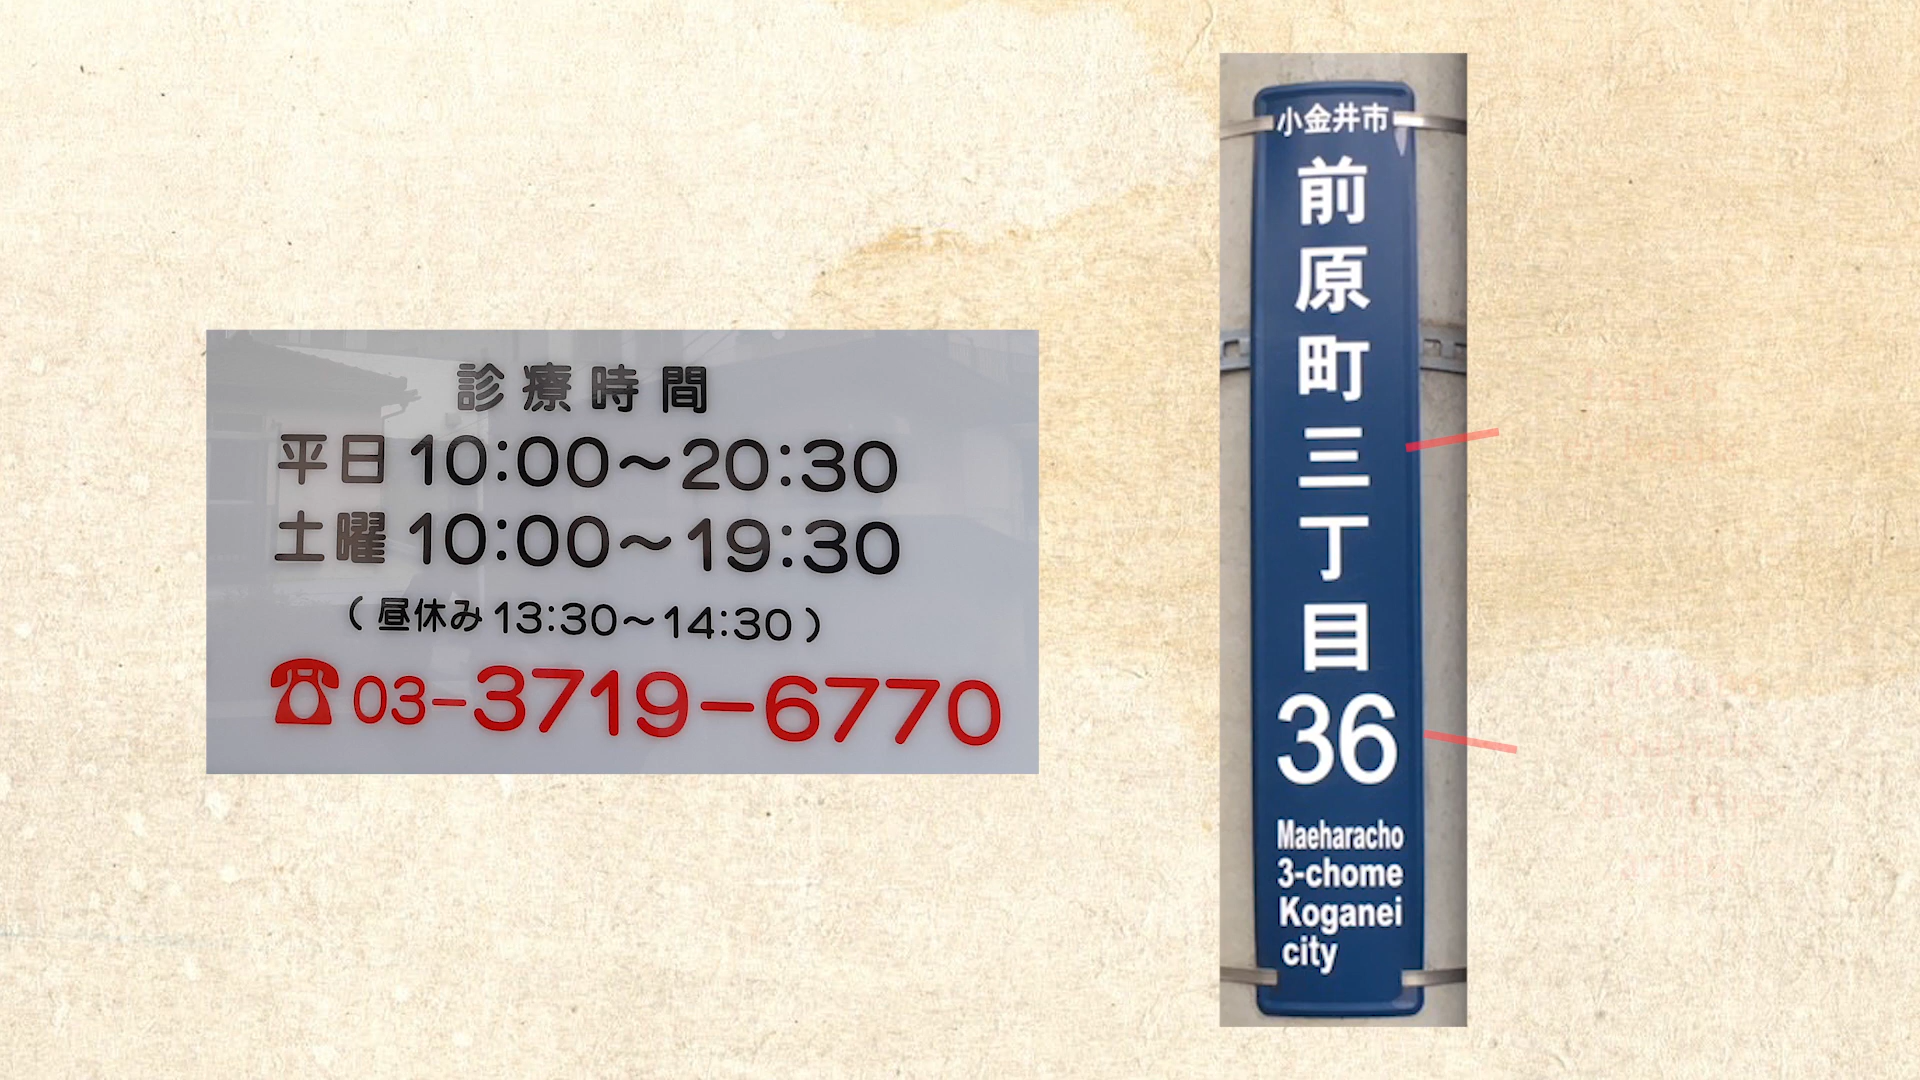 診療時間
平日 10:00～20:30
土曜 10:00～19:30
（昼休み 13:30～14:30）
☎03-3719-6770
小金井市
前原町三丁目
36
Maeharacho
3-chome
Koganei
city